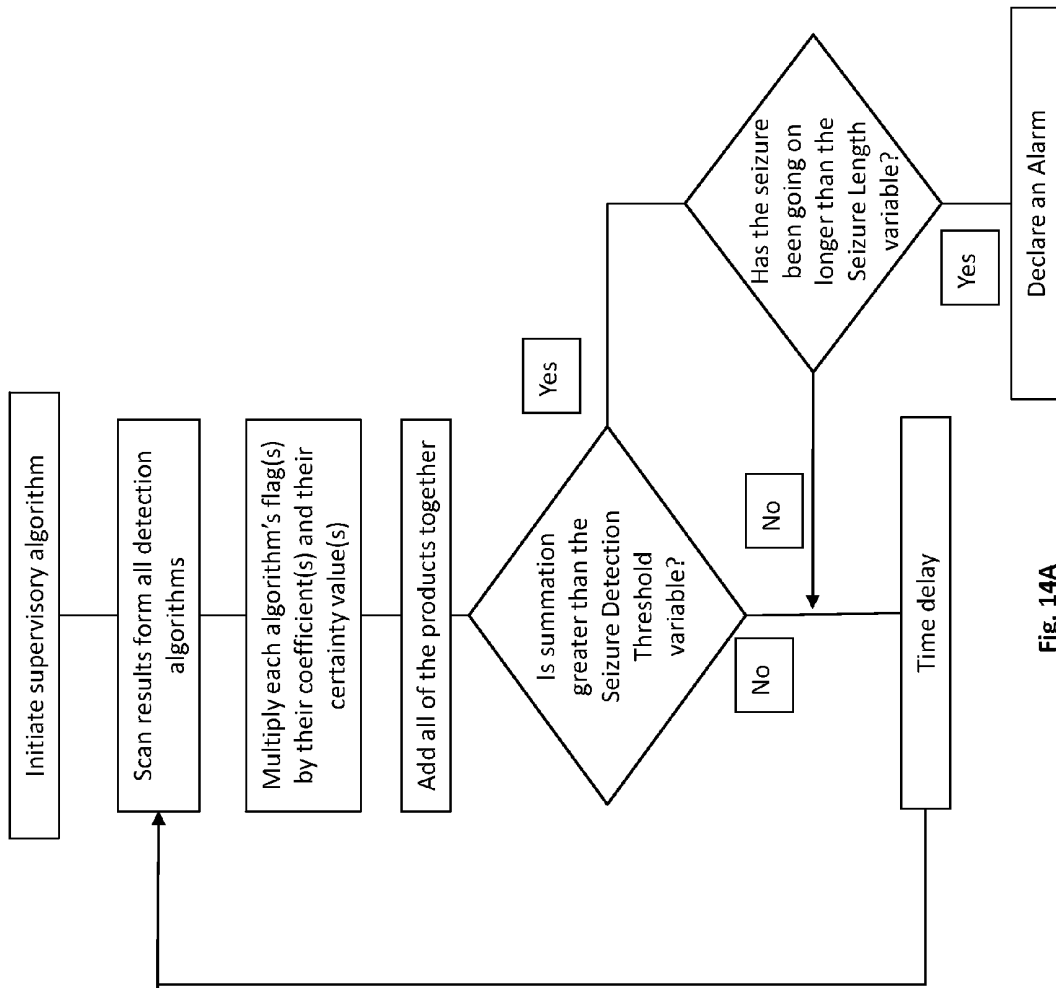 Initiate supervisory algorithm
Scan results form all detection
algorithms
Multiply each algorithm's flag(s)
by their coefficient(s) and their
certainty value(s)
Add all of the products together
Is summation
greater than the
Seizure Detection
Threshold
variable?
Yes
No
Has the seizure
been going on
longer than the
Seizure Length
variable?
No
Yes
Time delay
Declare an Alarm
Fig. 14A